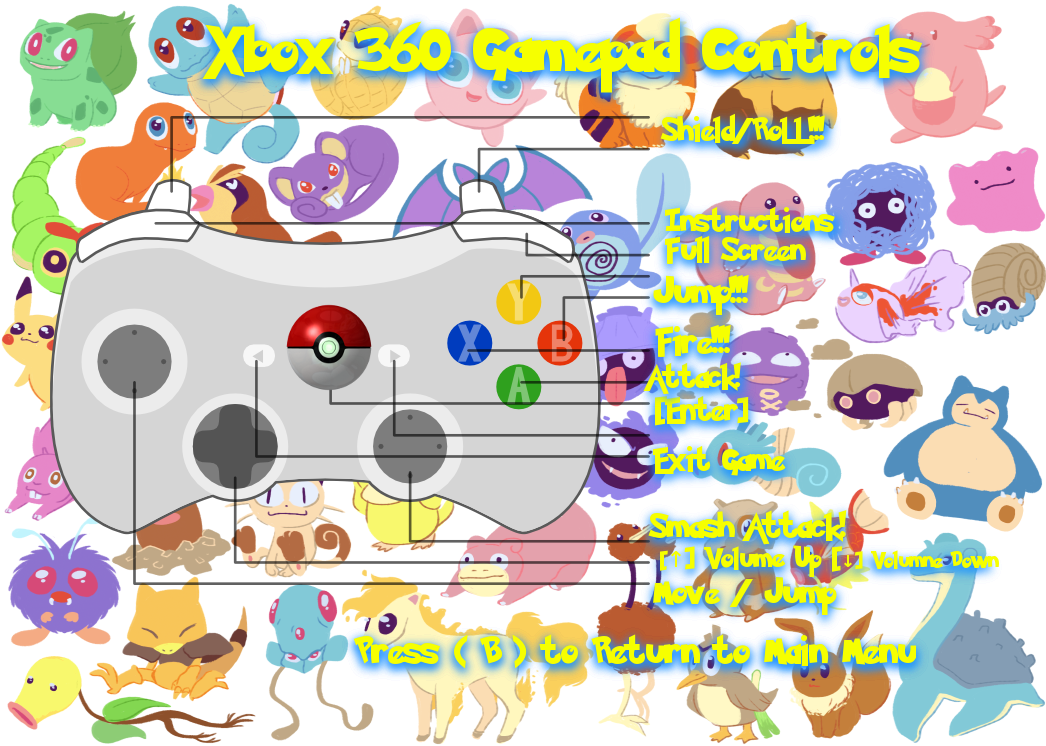 Xbox 360 Gamepad Controls
Shield/Roll!!!
Instructions
Full Screen
Jump!!!
Y
X
B
Fire!!!
A
Attack!
[Enter]
Exit Game
Smash Attack!
[↑] Volume Up [↓] Volumne Down
Move / Jump
Press ( B ) to Return to Main Menu